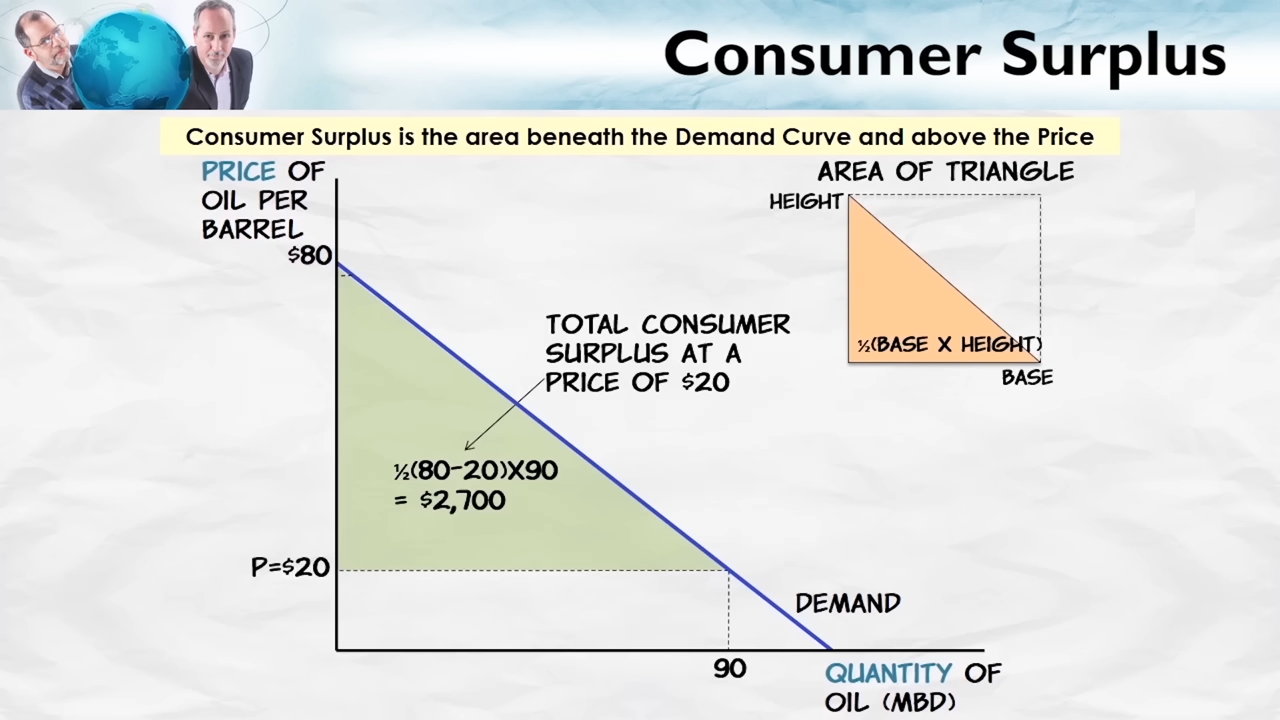 Consumer Surplus
Consumer Surplus is the area beneath the Demand Curve and above the Price
PRICE OF
OIL PER
BARREL
$80
AREA OF TRIANGLE
HEIGHT
½(BASE X HEIGHT)
BASE
TOTAL CONSUMER
SURPLUS AT A
PRICE OF $20
½(80-20)X90
= $2,700
P=$20
DEMAND
90
QUANTITY OF
OIL (MBD)